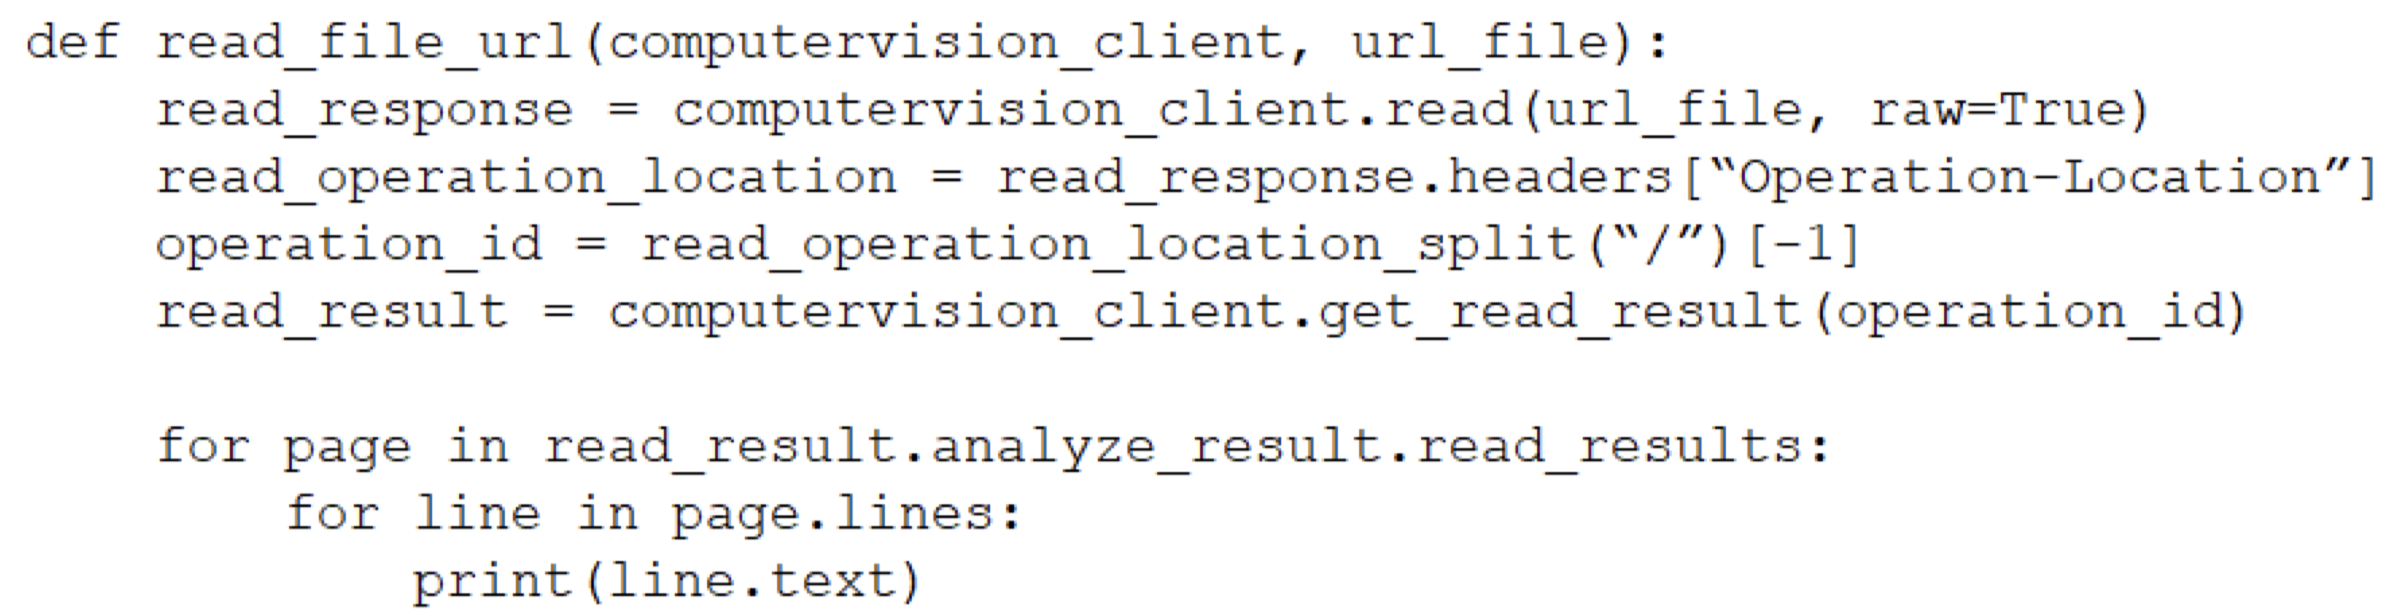 def read_file_url(computervision_client, url_file):
    read_response = computervision_client.read(url_file, raw=True)
    read_operation_location = read_response.headers[“Operation-Location”]
    operation_id = read_operation_location_split(“/”)[-1]
    read_result = computervision_client.get_read_result(operation_id)

    for page in read_result.analyze_result.read_results:
        for line in page.lines:
            print(line.text)